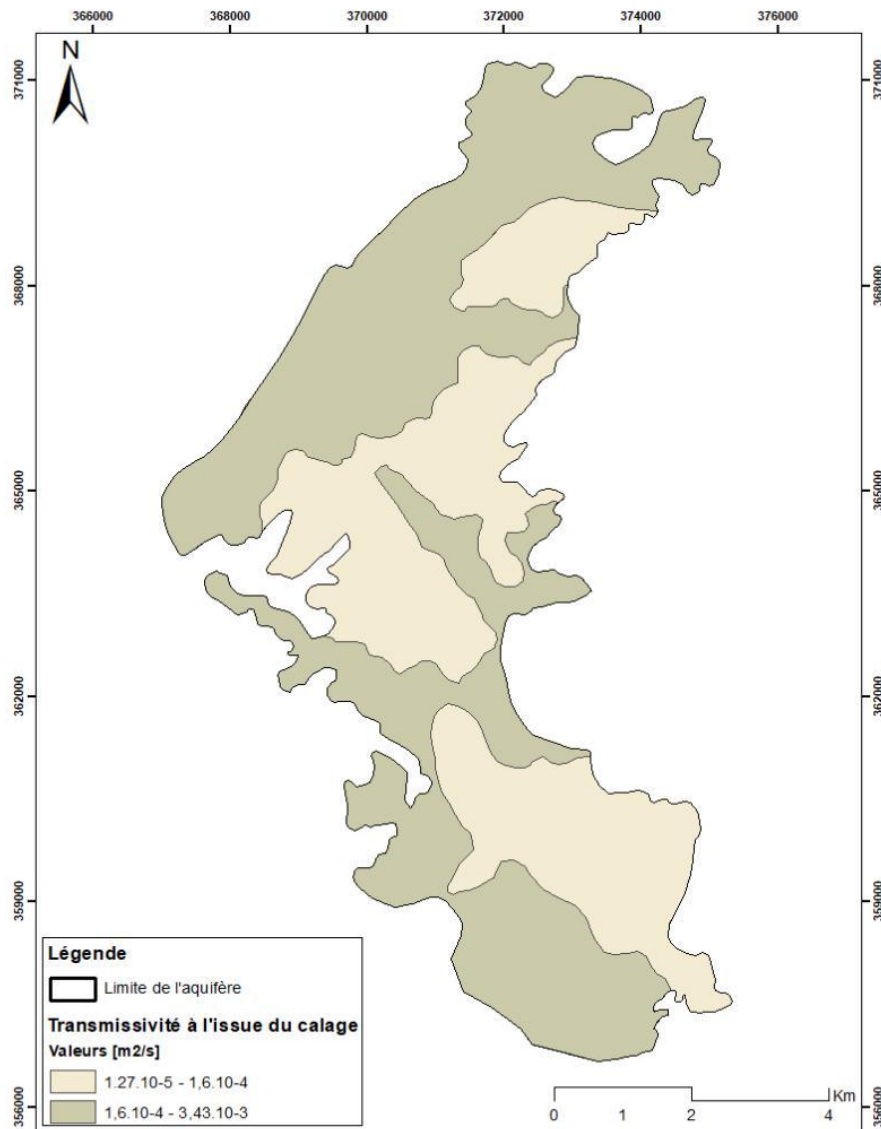 366000 368000 370000 372000 374000 376000
N
371000 371000
368000 368000
365000 365000
362000 362000
359000 359000
356000 356000
Légende
Limite de l'aquifère
Transmissivité à l'issue du calage
Valeurs [m2/s]
1.27.10-5 - 1,6.10-4
1,6.10-4 - 3,43.10-3
Km
0 1 2 4